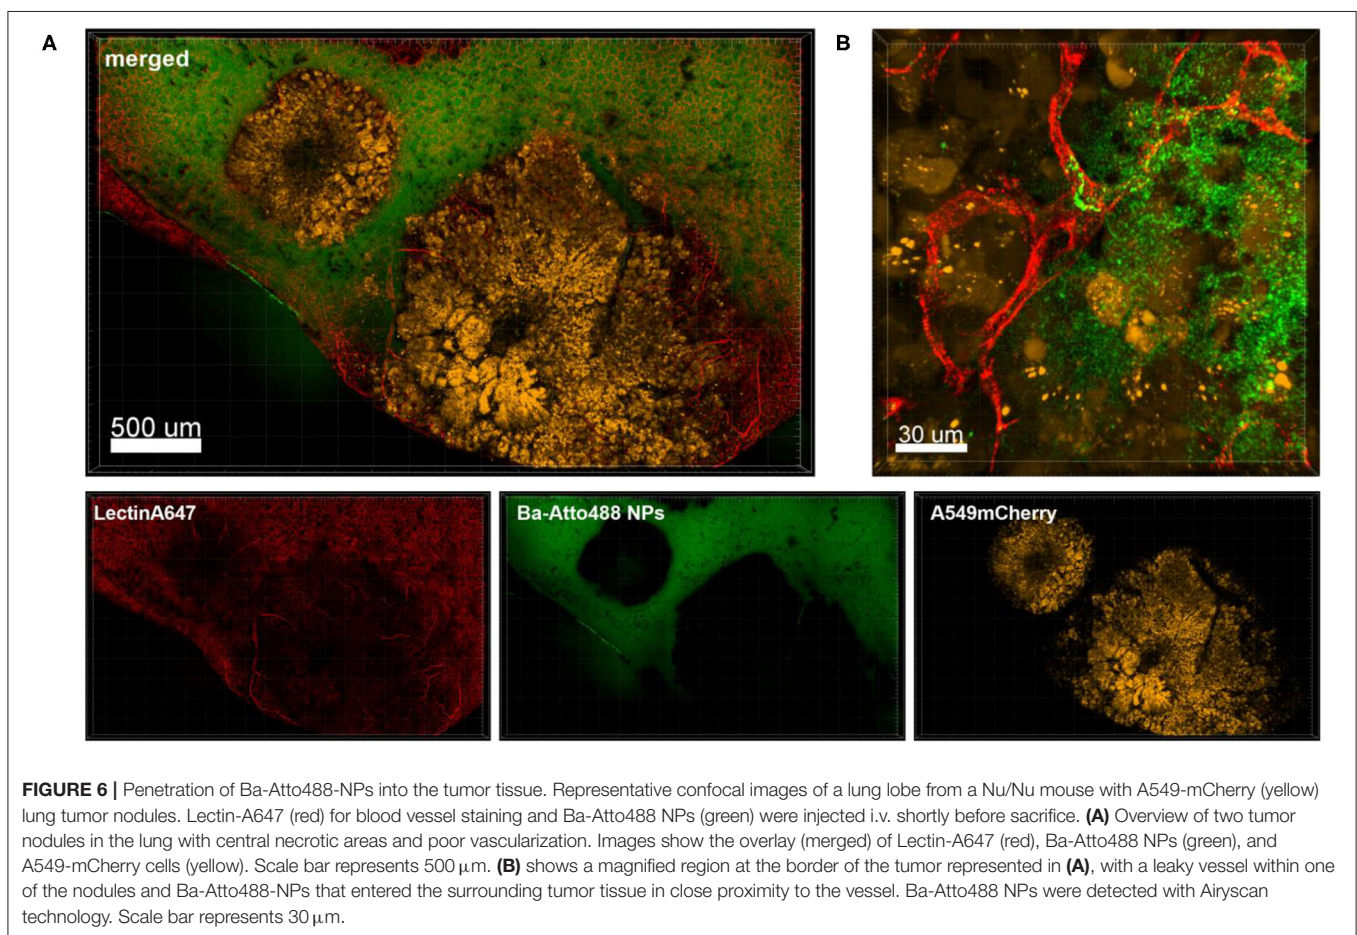 A
merged
500 um
B
30 um
LectinA647
Ba-Atto488 NPs
A549mCherry
FIGURE 6 | Penetration of Ba-Atto488-NPs into the tumor tissue. Representative confocal images of a lung lobe from a Nu/Nu mouse with A549-mCherry (yellow)
lung tumor nodules. Lectin-A647 (red) for blood vessel staining and Ba-Atto488 NPs (green) were injected i.v. shortly before sacrifice. (A) Overview of two tumor
nodules in the lung with central necrotic areas and poor vascularization. Images show the overlay (merged) of Lectin-A647 (red), Ba-Atto488 NPs (green), and
A549-mCherry cells (yellow). Scale bar represents 500 μm. (B) shows a magnified region at the border of the tumor represented in (A), with a leaky vessel within one
of the nodules and Ba-Atto488-NPs that entered the surrounding tumor tissue in close proximity to the vessel. Ba-Atto488 NPs were detected with Airyscan
technology. Scale bar represents 30 μm.